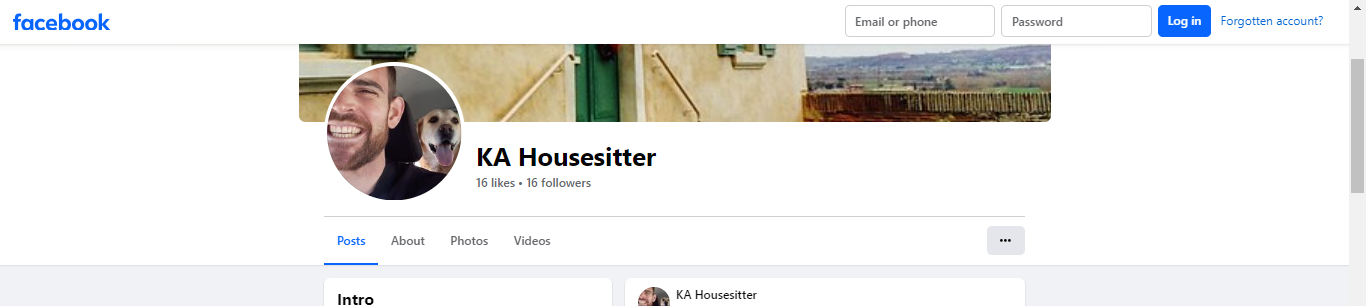 facebook
Email or phone
Password
Log in
Forgotten account?
KA Housesitter
16 likes • 16 followers
Posts
About
Photos
Videos
Intro
KA Housesitter